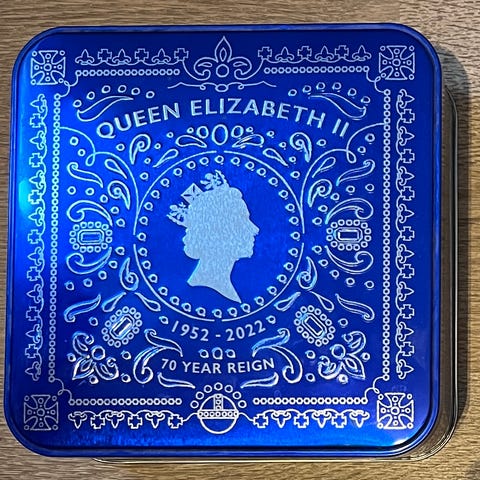 QUEEN ELIZABETH II
1952 - 2022
70 YEAR REIGN